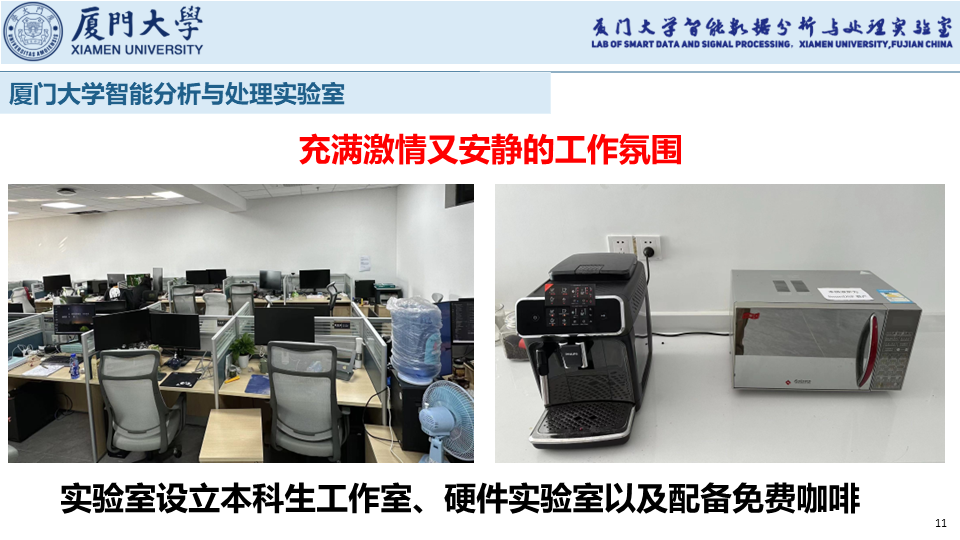 厦門大學
XIAMEN UNIVERSITY
厦门大学智能数据分析与处理实验室
LAB OF SMART DATA AND SIGNAL PROCESSING, XIAMEN UNIVERSITY,FUJIAN CHINA
厦门大学智能分析与处理实验室
充满激情又安静的工作氛围
PHILIPS
实验室设立本科生工作室、硬件实验室以及配备免费咖啡
11